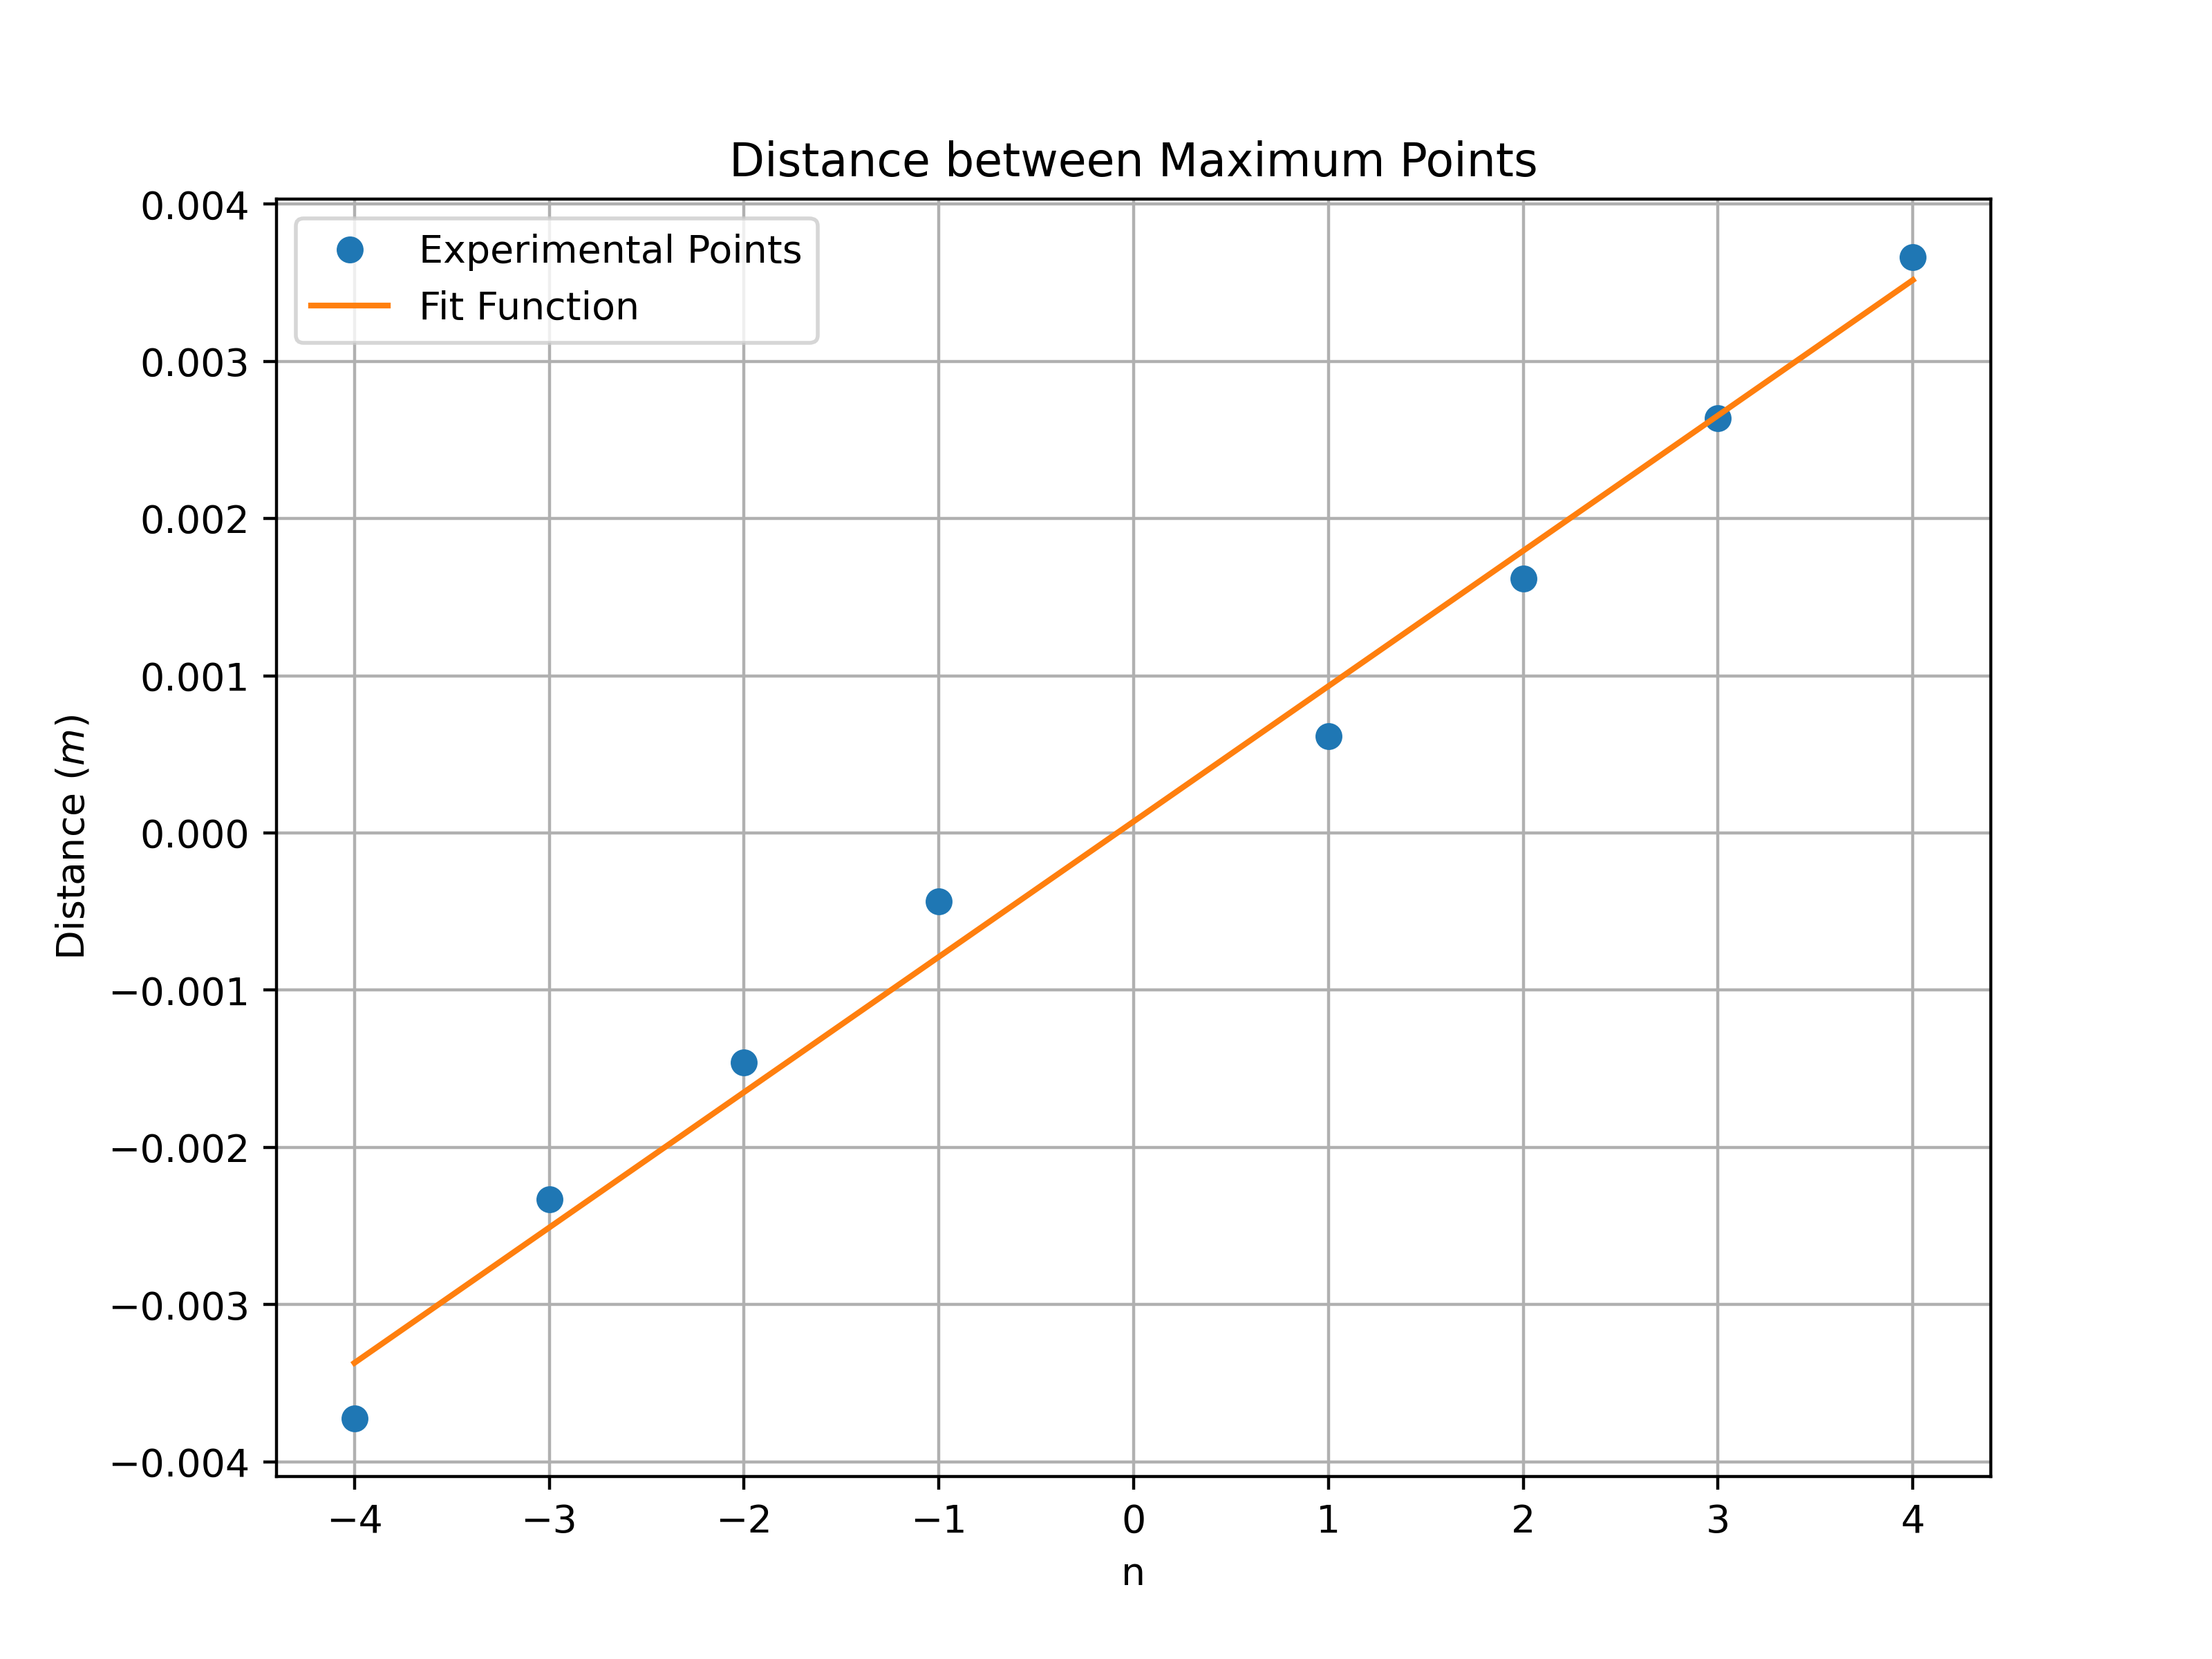 Distance between Maximum Points
Experimental Points
Fit Function
0.004
0.003
0.002
0.001
0.000
−0.001
−0.002
−0.003
−0.004
Distance (m)
−4 −3 −2 −1 0 1 2 3 4
n